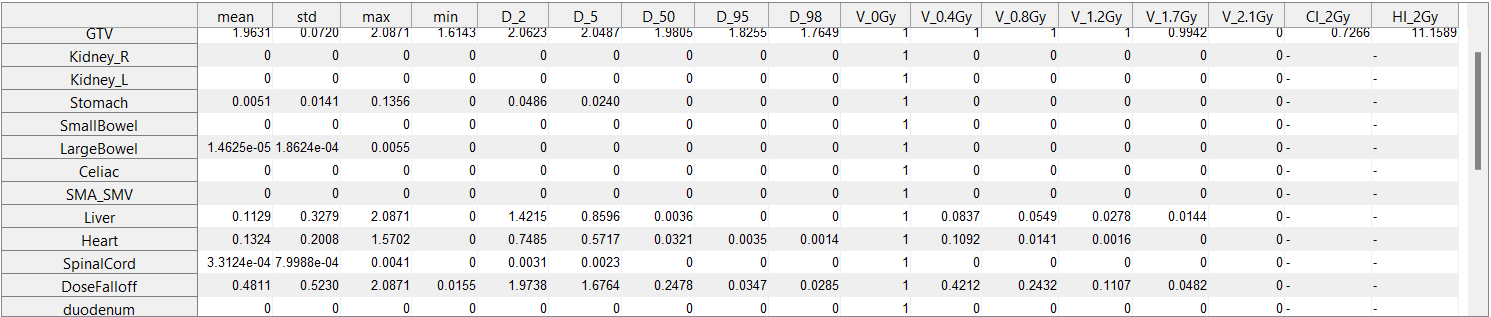 mean std max min D_2 D_5 D_50 D_95 D_98 V_0Gy V_0.4Gy V_0.8Gy V_1.2Gy V_1.7Gy V_2.1Gy CI_2Gy HI_2Gy
GTV 1.9631 0.0720 2.0871 1.6143 2.0623 2.0487 1.9805 1.8255 1.7649 1 1 1 1 0.9942 0 0.7266 11.1589
Kidney_R 0 0 0 0 0 0 0 0 0 1 0 0 0 0 0 - -
Kidney_L 0 0 0 0 0 0 0 0 0 1 0 0 0 0 0 - -
Stomach 0.0051 0.0141 0.1356 0 0.0486 0.0240 0 0 0 1 0 0 0 0 0 - -
SmallBowel 0 0 0 0 0 0 0 0 0 1 0 0 0 0 0 - -
LargeBowel 1.4625e-05 1.8624e-04 0.0055 0 0 0 0 0 0 1 0 0 0 0 0 - -
Celiac 0 0 0 0 0 0 0 0 0 1 0 0 0 0 0 - -
SMA_SMV 0 0 0 0 0 0 0 0 0 1 0 0 0 0 0 - -
Liver 0.1129 0.3279 2.0871 0 1.4215 0.8596 0.0036 0 0 1 0.0837 0.0549 0.0278 0.0144 0 - -
Heart 0.1324 0.2008 1.5702 0 0.7485 0.5717 0.0321 0.0035 0.0014 1 0.1092 0.0141 0.0016 0 0 - -
SpinalCord 3.3124e-04 7.9988e-04 0.0041 0 0.0031 0.0023 0 0 0 1 0 0 0 0 0 - -
DoseFalloff 0.4811 0.5230 2.0871 0.0155 1.9738 1.6764 0.2478 0.0347 0.0285 1 0.4212 0.2432 0.1107 0.0482 0 - -
duodenum 0 0 0 0 0 0 0 0 0 1 0 0 0 0 0 - -